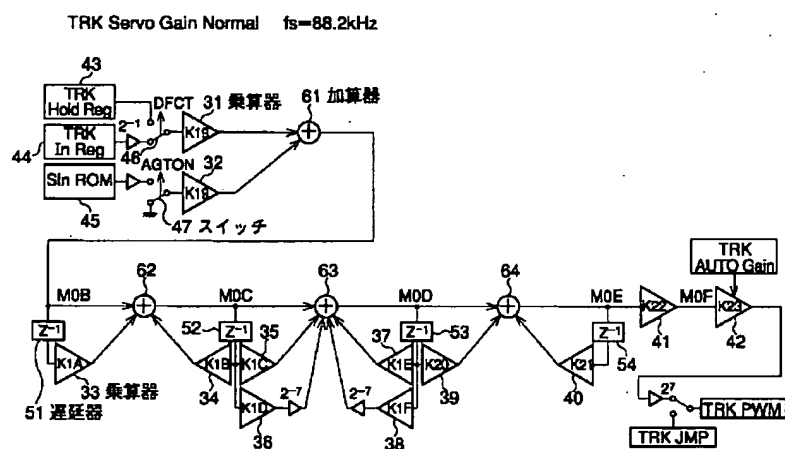 TRK Servo Gain Normal fs=88.2kHz
43
TRK
Hold Reg
DFCT
31 乗算器
61 加算器
2⁻¹
K19
44
TRK
In Reg
46
AGTON
32
Sin ROM
K19
45
47 スイッチ
62
63
64
TRK
AUTO Gain
M0B
M0C
M0D
M0E
K22
M0F
K23
52
35
37
53
41
42
Z⁻¹
Z⁻¹
Z⁻¹
Z⁻¹
54
K1A
K1B
K1C
K1E
K20
K21
33 乗算器
34
2⁻⁷
2⁻⁷
39
40
51 遅延器
K1D
K1F
36
38
2⁷
TRK PWM
TRK JMP